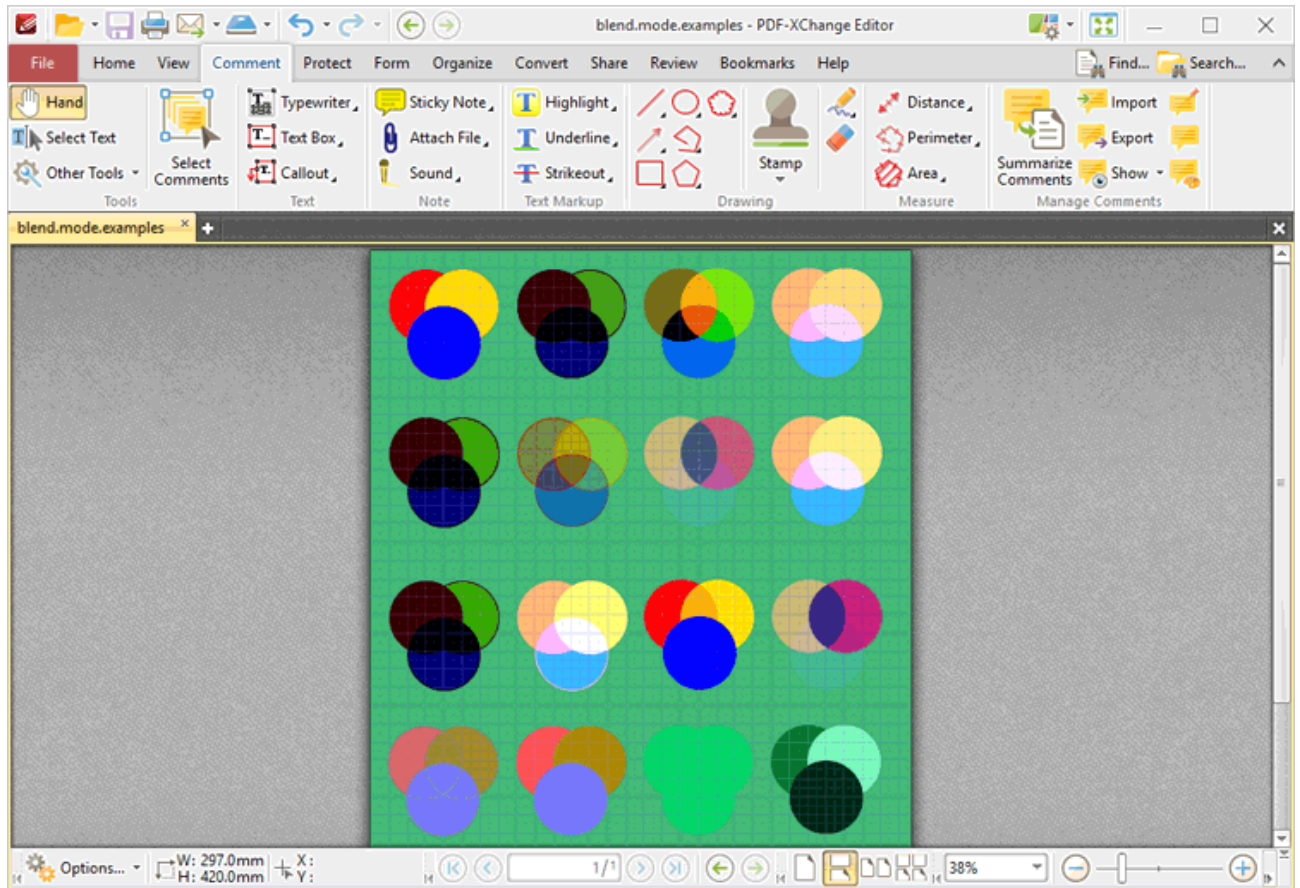 blend.mode.examples - PDF-XChange Editor
File Home View Comment Protect Form Organize Convert Share Review Bookmarks Help Find... Search...
Hand Typewriter Sticky Note Highlight Distance Import
Select Text Text Box Attach File Underline Perimeter Export
Other Tools Select Comments Callout Sound Strikeout Stamp Area Summarize Comments Show
Tools Text Note Text Markup Drawing Measure Manage Comments
blend.mode.examples
Options... W: 297.0mm X: 1/1 38%
H: 420.0mm Y: